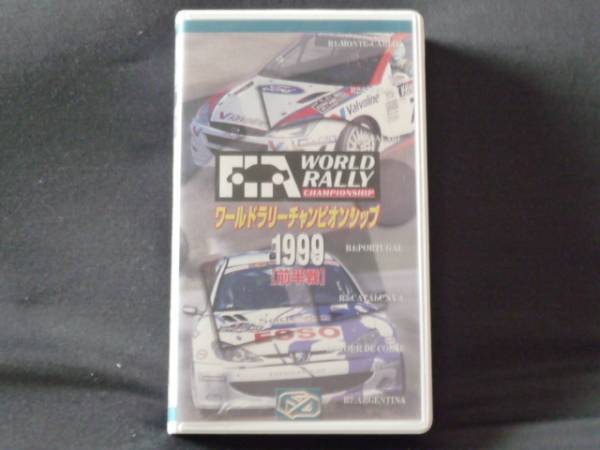 R1:MONTE-CARLO
Ford
Valvoline
FIA WORLD
RALLY
CHAMPIONSHIP
ワールドラリーチャンピオンシップ
1999
[前半戦]
R4:PORTUGAL
R5:CATALUNYA
TOUR DE CORSE
ESSO
R7:ARGENTINA